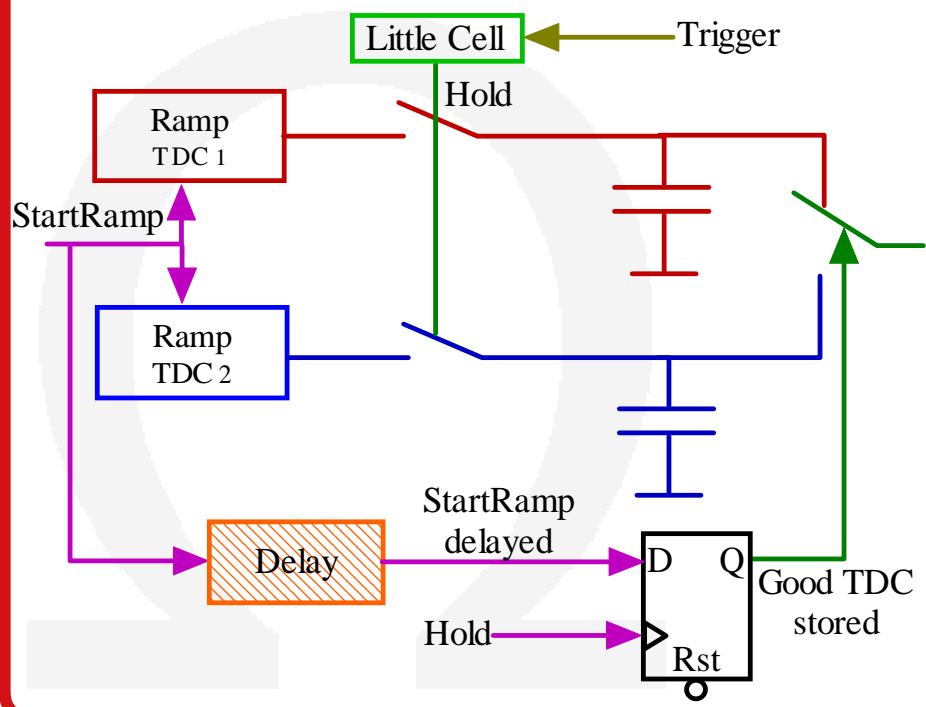 Little Cell
Trigger
Hold
Ramp
TDC 1
StartRamp
Ramp
TDC 2
StartRamp
delayed
Delay
D
Q
Good TDC
stored
Hold
Rst